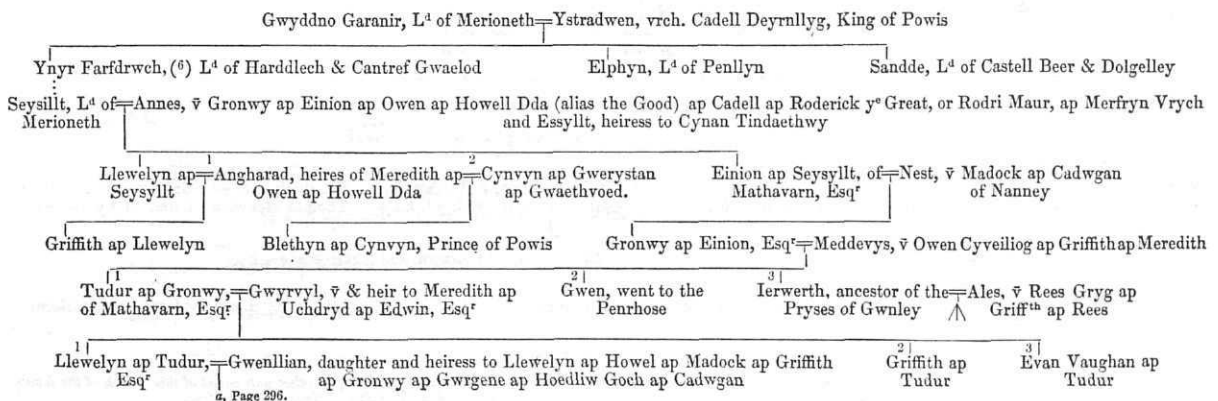 Gwyddno Garanir, Lᵈ of Merioneth╤Ystradwen, vrch. Cadell Deyrnllyg, King of Powis
Ynyr Farfdrwch, (⁶) Lᵈ of Harddlech & Cantref Gwaelod Elphyn, Lᵈ of Penllyn Sandde, Lᵈ of Castell Beer & Dolgelley
Seysillt, Lᵈ of╤Annes, v̄ Gronwy ap Einion ap Owen ap Howell Dda (alias the Good) ap Cadell ap Roderick yᵉ Great, or Rodri Maur, ap Merfryn Vrych
Merioneth and Essyllt, heiress to Cynan Tindaethwy
1 2
Llewelyn ap╤Angharad, heires of Meredith ap╤Cynvyn ap Gwerystan Einion ap Seysyllt, of╤Nest, v̄ Madock ap Cadwgan
Seysyllt Owen ap Howell Dda ap Gwaethvoed. Mathavarn, Esqʳ of Nanney
Griffith ap Llewelyn Blethyn ap Cynvyn, Prince of Powis Gronwy ap Einion, Esqʳ╤Meddevys, v̄ Owen Cyveiliog ap Griffith ap Meredith
1 2 3
Tudur ap Gronwy,╤Gwyrvyl, v̄ & heir to Meredith ap Gwen, went to the Ierwerth, ancestor of the╤Ales, v̄ Rees Gryg ap
of Mathavarn, Esqʳ Uchdryd ap Edwin, Esqʳ Penrhose Pryses of Gwnley Griffᵗʰ ap Rees
1 2 3
Llewelyn ap Tudur,╤Gwenllian, daughter and heiress to Llewelyn ap Howel ap Madock ap Griffith Griffith ap Evan Vaughan ap
Esqʳ ap Gronwy ap Gwrgene ap Hoedliw Goch ap Cadwgan Tudur Tudur
a, Page 296.